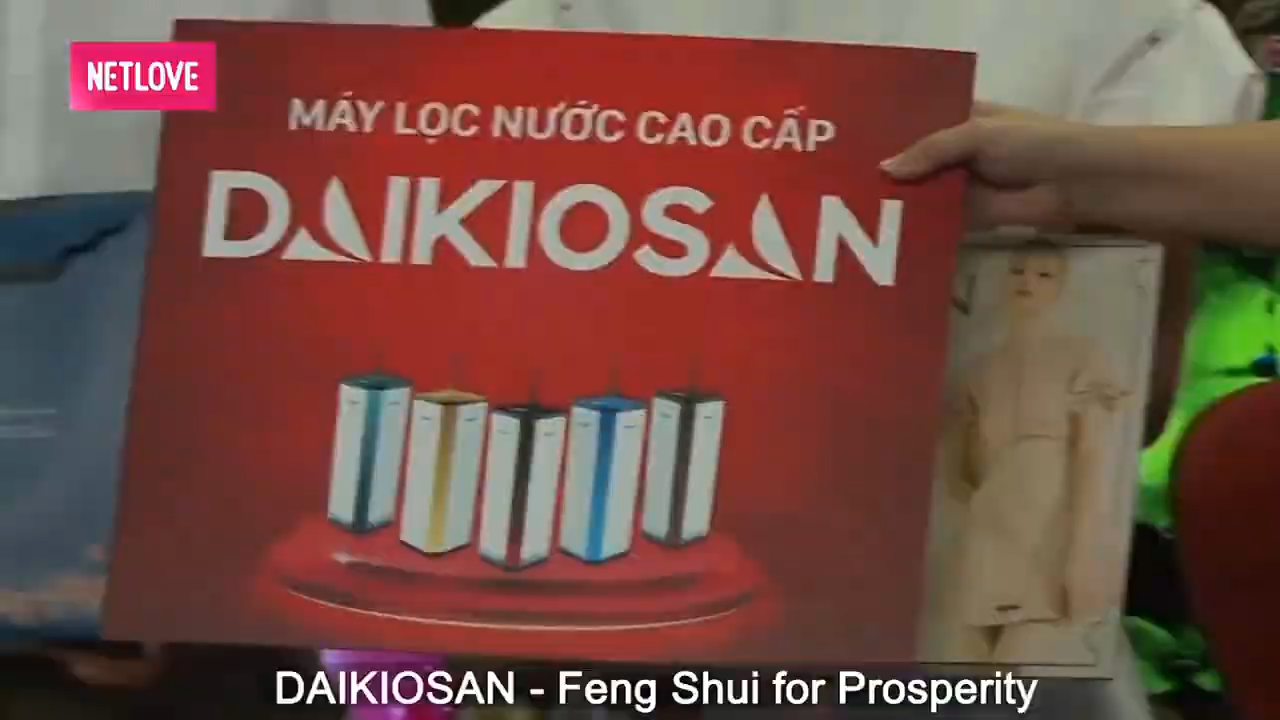 NETLOVE
MÁY LỌC NƯỚC CAO CẤP
DAIKIOSAN
DAIKIOSAN - Feng Shui for Prosperity